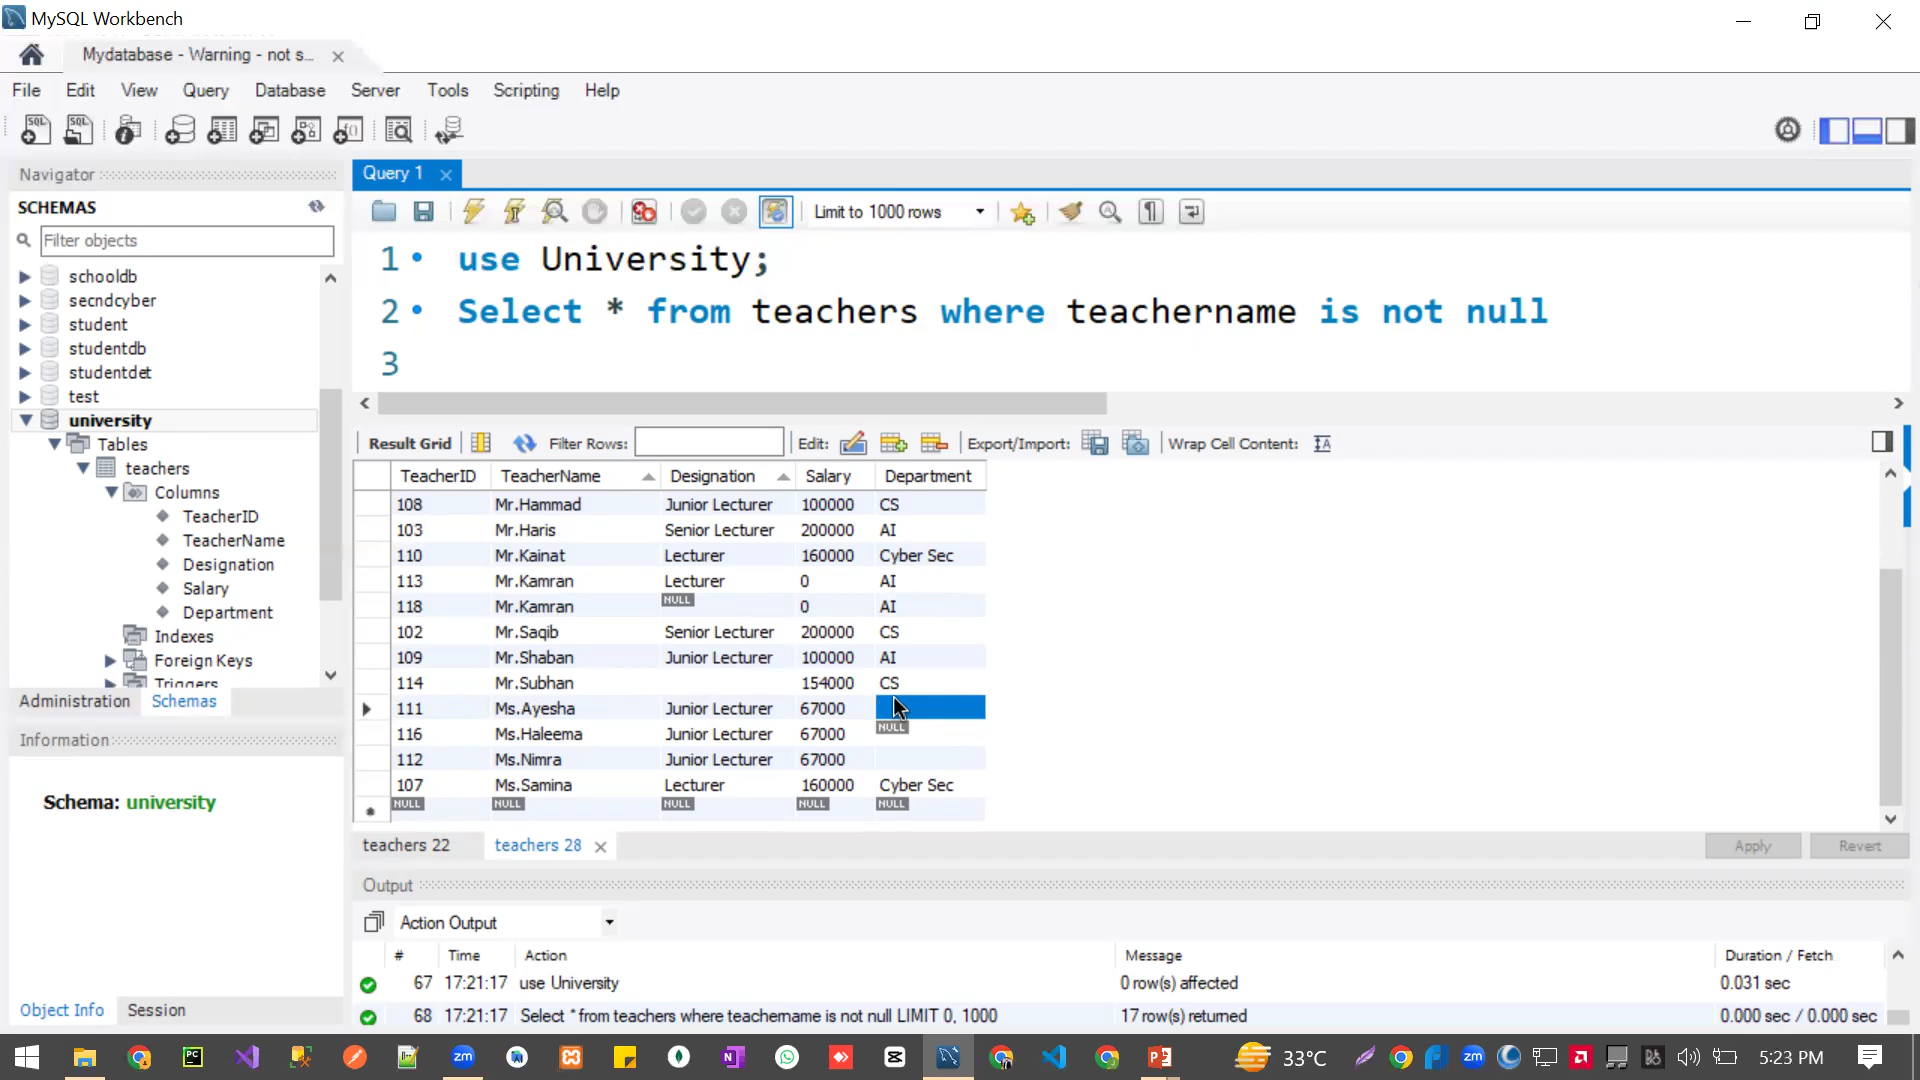 MySQL Workbench
Mydatabase - Warning - not s...
File Edit View Query Database Server Tools Scripting Help
Navigator
SCHEMAS
Filter objects
schooldb
secndcyber
student
studentdb
studentdet
test
university
Tables
teachers
Columns
TeacherID
TeacherName
Designation
Salary
Department
Indexes
Foreign Keys
Triggers
Administration Schemas
Information
Schema: university
Object Info Session
Query 1
Limit to 1000 rows
1 use University;
2 Select * from teachers where teachername is not null
3
Result Grid Filter Rows: Edit: Export/Import: Wrap Cell Content:
TeacherID TeacherName Designation Salary Department
108 Mr.Hammad Junior Lecturer 100000 CS
103 Mr.Haris Senior Lecturer 200000 AI
110 Mr.Kainat Lecturer 160000 Cyber Sec
113 Mr.Kamran Lecturer 0 AI
118 Mr.Kamran NULL 0 AI
102 Mr.Saqib Senior Lecturer 200000 CS
109 Mr.Shaban Junior Lecturer 100000 AI
114 Mr.Subhan 154000 CS
111 Ms.Ayesha Junior Lecturer 67000
116 Ms.Haleema Junior Lecturer 67000 NULL
112 Ms.Nimra Junior Lecturer 67000
107 Ms.Samina Lecturer 160000 Cyber Sec
NULL NULL NULL NULL NULL
teachers 22 teachers 28
Apply Revert
Output
Action Output
# Time Action Message Duration / Fetch
67 17:21:17 use University 0 row(s) affected 0.031 sec
68 17:21:17 Select * from teachers where teachername is not null LIMIT 0, 1000 17 row(s) returned 0.000 sec / 0.000 sec
33°C
5:23 PM